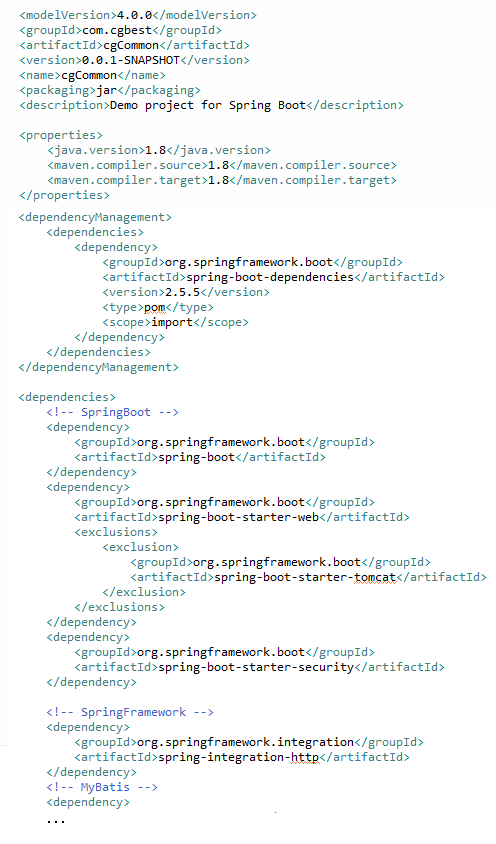 <modelVersion>4.0.0</modelVersion>
<groupId>com.cgbest</groupId>
<artifactId>cgCommon</artifactId>
<version>0.0.1-SNAPSHOT</version>
<name>cgCommon</name>
<packaging>jar</packaging>
<description>Demo project for Spring Boot</description>
<properties>
<java.version>1.8</java.version>
<maven.compiler.source>1.8</maven.compiler.source>
<maven.compiler.target>1.8</maven.compiler.target>
</properties>
<dependencyManagement>
<dependencies>
<dependency>
<groupId>org.springframework.boot</groupId>
<artifactId>spring-boot-dependencies</artifactId>
<version>2.5.5</version>
<type>pom</type>
<scope>import</scope>
</dependency>
</dependencies>
</dependencyManagement>
<dependencies>
<!-- SpringBoot -->
<dependency>
<groupId>org.springframework.boot</groupId>
<artifactId>spring-boot</artifactId>
</dependency>
<dependency>
<groupId>org.springframework.boot</groupId>
<artifactId>spring-boot-starter-web</artifactId>
<exclusions>
<exclusion>
<groupId>org.springframework.boot</groupId>
<artifactId>spring-boot-starter-tomcat</artifactId>
</exclusion>
</exclusions>
</dependency>
<dependency>
<groupId>org.springframework.boot</groupId>
<artifactId>spring-boot-starter-security</artifactId>
</dependency>
<!-- SpringFramework -->
<dependency>
<groupId>org.springframework.integration</groupId>
<artifactId>spring-integration-http</artifactId>
</dependency>
<!-- MyBatis -->
<dependency>
...